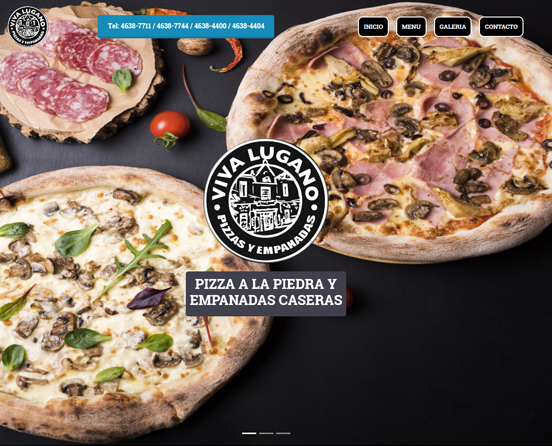 VIVA LUGANO
PIZZAS Y EMPANADAS
Tel: 4638-7711 / 4638-7744 / 4638-4400 / 4638-4404
INICIO
MENU
GALERIA
CONTACTO
VIVA LUGANO
PIZZAS Y EMPANADAS
PIZZA A LA PIEDRA Y
EMPANADAS CASERAS